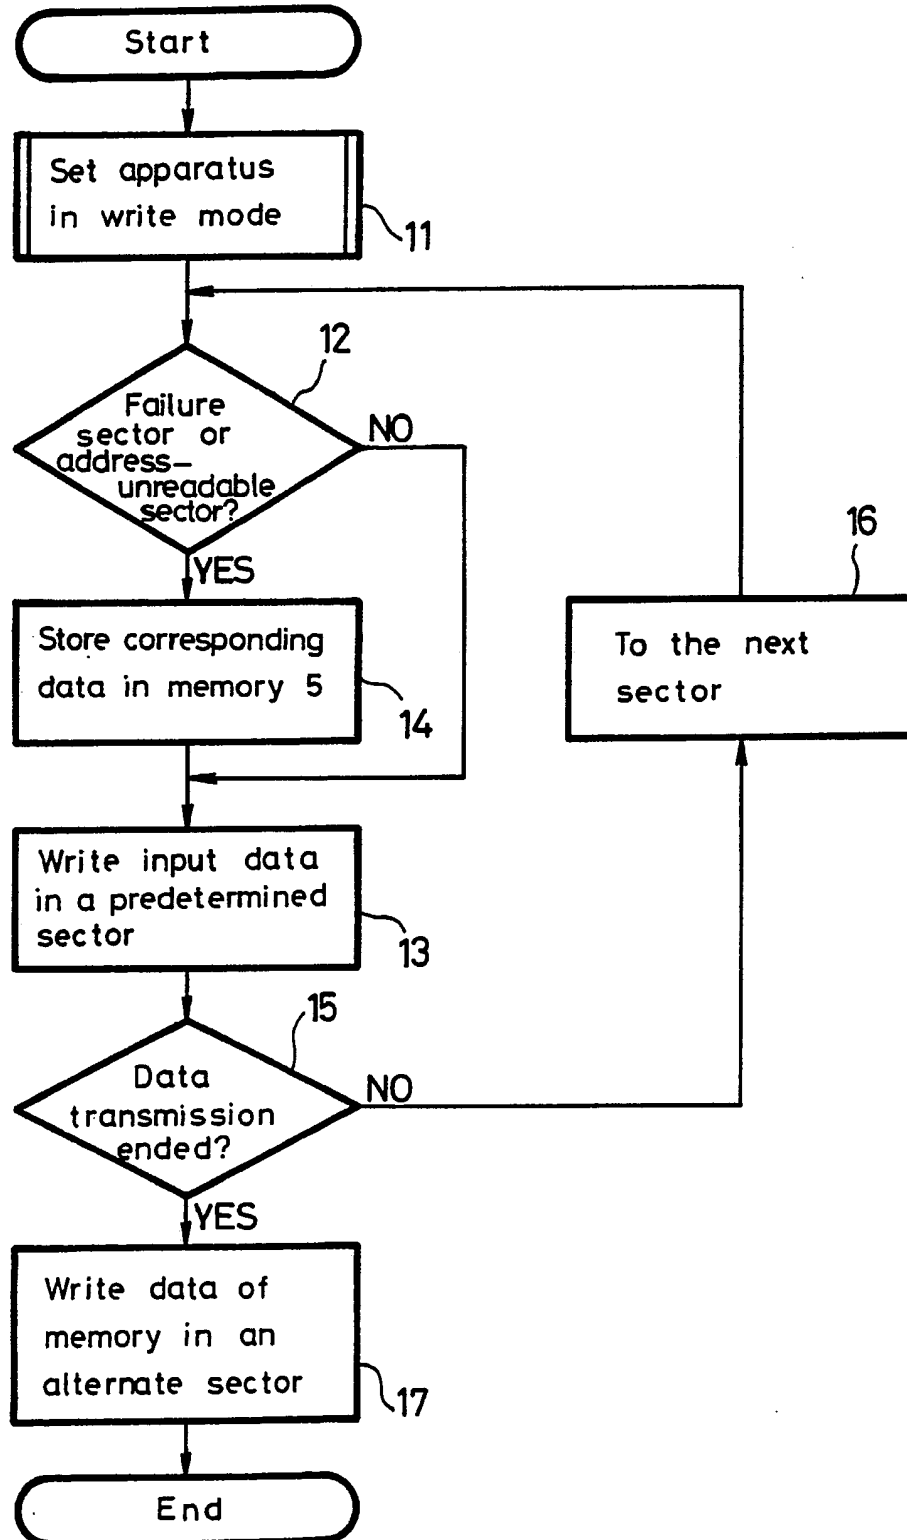 Start
Set apparatus
in write mode
11
12
Failure
sector or
address-
unreadable
sector?
NO
YES
Store corresponding
data in memory 5
14
Write input data
in a predetermined
sector
13
15
Data
transmission
ended?
NO
16
To the next
sector
YES
Write data of
memory in an
alternate sector
17
End